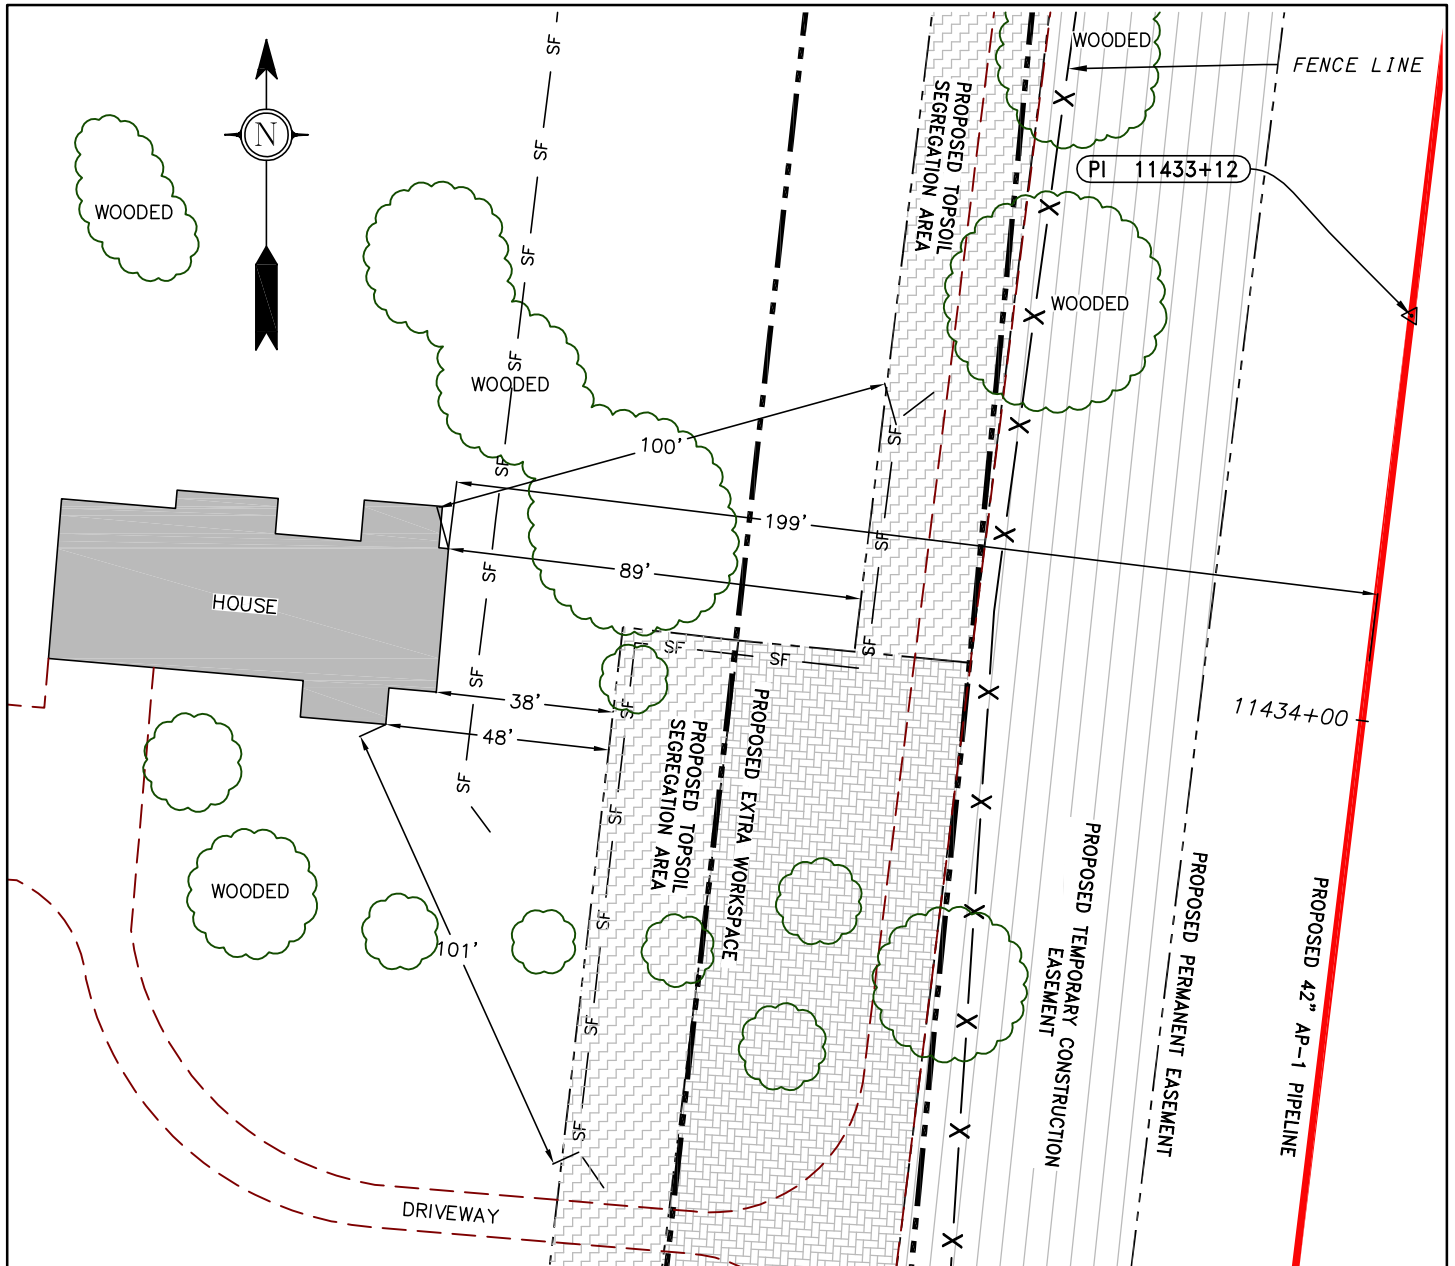 SF
WOODED
FENCE LINE
N
PROPOSED TOPSOIL
SEGREGATION AREA
SF
PI 11433+12
WOODED
SF
WOODED
SF
WOODED
SF
100'
SF
199'
SF
89'
SF
HOUSE
SF
SF
SF
SF
38'
SF
11434+00
48'
PROPOSED TOPSOIL
SEGREGATION AREA
PROPOSED EXTRA WORKSPACE
SF
SF
PROPOSED TEMPORARY CONSTRUCTION
EASEMENT
PROPOSED PERMANENT EASEMENT
PROPOSED 42" AP-1 PIPELINE
WOODED
SF
101'
SF
SF
DRIVEWAY